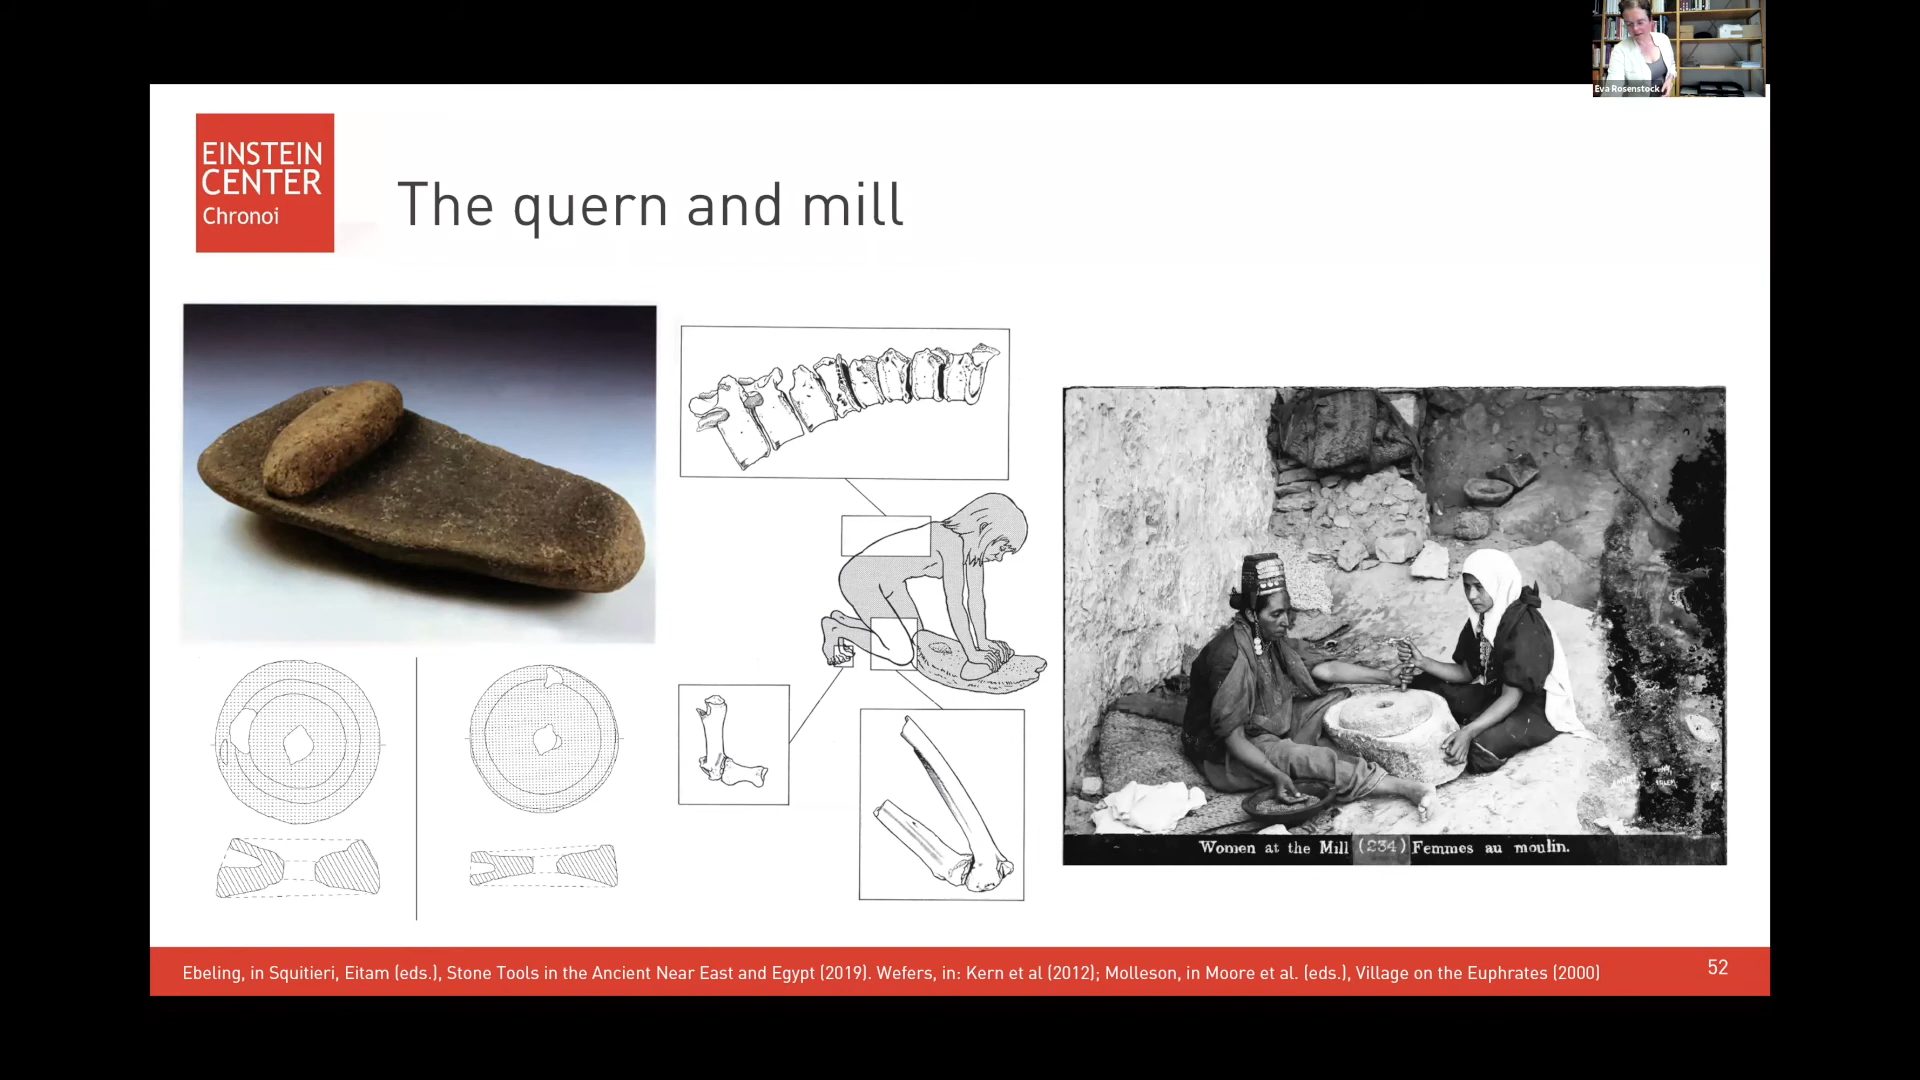 Eva Rosenstock
EINSTEIN
CENTER
Chronoi
The quern and mill
Women at the Mill (234) Femmes au moulin.
Ebeling, in Squitieri, Eitam (eds.), Stone Tools in the Ancient Near East and Egypt (2019). Wefers, in: Kern et al (2012); Molleson, in Moore et al. (eds.), Village on the Euphrates (2000)
52